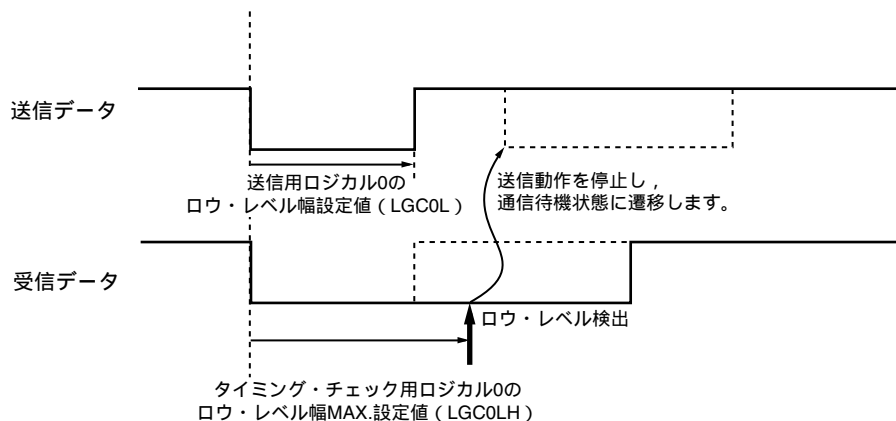 送信データ
送信用ロジカル0の
ロウ・レベル幅設定値（LGC0L）
送信動作を停止し，
通信待機状態に遷移します。
受信データ
ロウ・レベル検出
タイミング・チェック用ロジカル0の
ロウ・レベル幅MAX.設定値（LGC0LH）